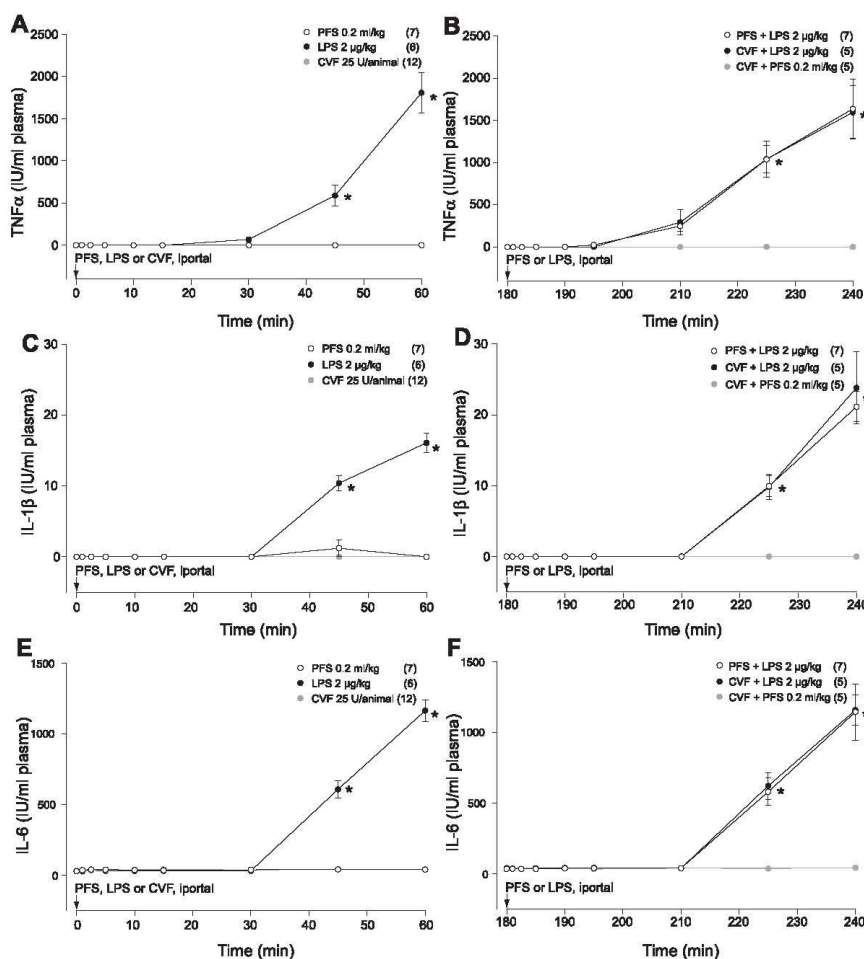 A
PFS 0.2 ml/kg (7)
LPS 2 µg/kg (6)
CVF 25 U/animal (12)
TNFα (IU/ml plasma)
2500
2000
1500
1000
500
0
*
*
PFS, LPS or CVF, iportal
0 10 20 30 40 50 60
Time (min)
B
PFS + LPS 2 µg/kg (7)
CVF + LPS 2 µg/kg (5)
CVF + PFS 0.2 ml/kg (5)
TNFα (IU/ml plasma)
2500
2000
1500
1000
500
0
*
*
PFS or LPS, iportal
180 190 200 210 220 230 240
Time (min)
C
PFS 0.2 ml/kg (7)
LPS 2 µg/kg (6)
CVF 25 U/animal (12)
IL-1β (IU/ml plasma)
30
20
10
0
*
*
PFS, LPS or CVF, iportal
0 10 20 30 40 50 60
Time (min)
D
PFS + LPS 2 µg/kg (7)
CVF + LPS 2 µg/kg (5)
CVF + PFS 0.2 ml/kg (5)
IL-1β (IU/ml plasma)
30
20
10
0
*
*
PFS or LPS, iportal
180 190 200 210 220 230 240
Time (min)
E
PFS 0.2 ml/kg (7)
LPS 2 µg/kg (6)
CVF 25 U/animal (12)
IL-6 (IU/ml plasma)
1500
1000
500
0
*
*
PFS, LPS or CVF, iportal
0 10 20 30 40 50 60
Time (min)
F
PFS + LPS 2 µg/kg (7)
CVF + LPS 2 µg/kg (5)
CVF + PFS 0.2 ml/kg (5)
IL-6 (IU/ml plasma)
1500
1000
500
0
*
*
PFS or LPS, iportal
180 190 200 210 220 230 240
Time (min)